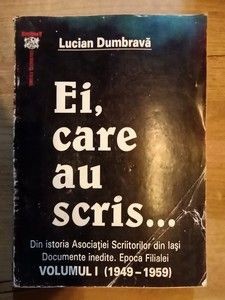 Lucian Dumbravă
Ei,
care
au
scris...
Din istoria Asociației Scriitorilor din Iași
Documente inedite. Epoca Filialei
VOLUMUL I (1949-1959)